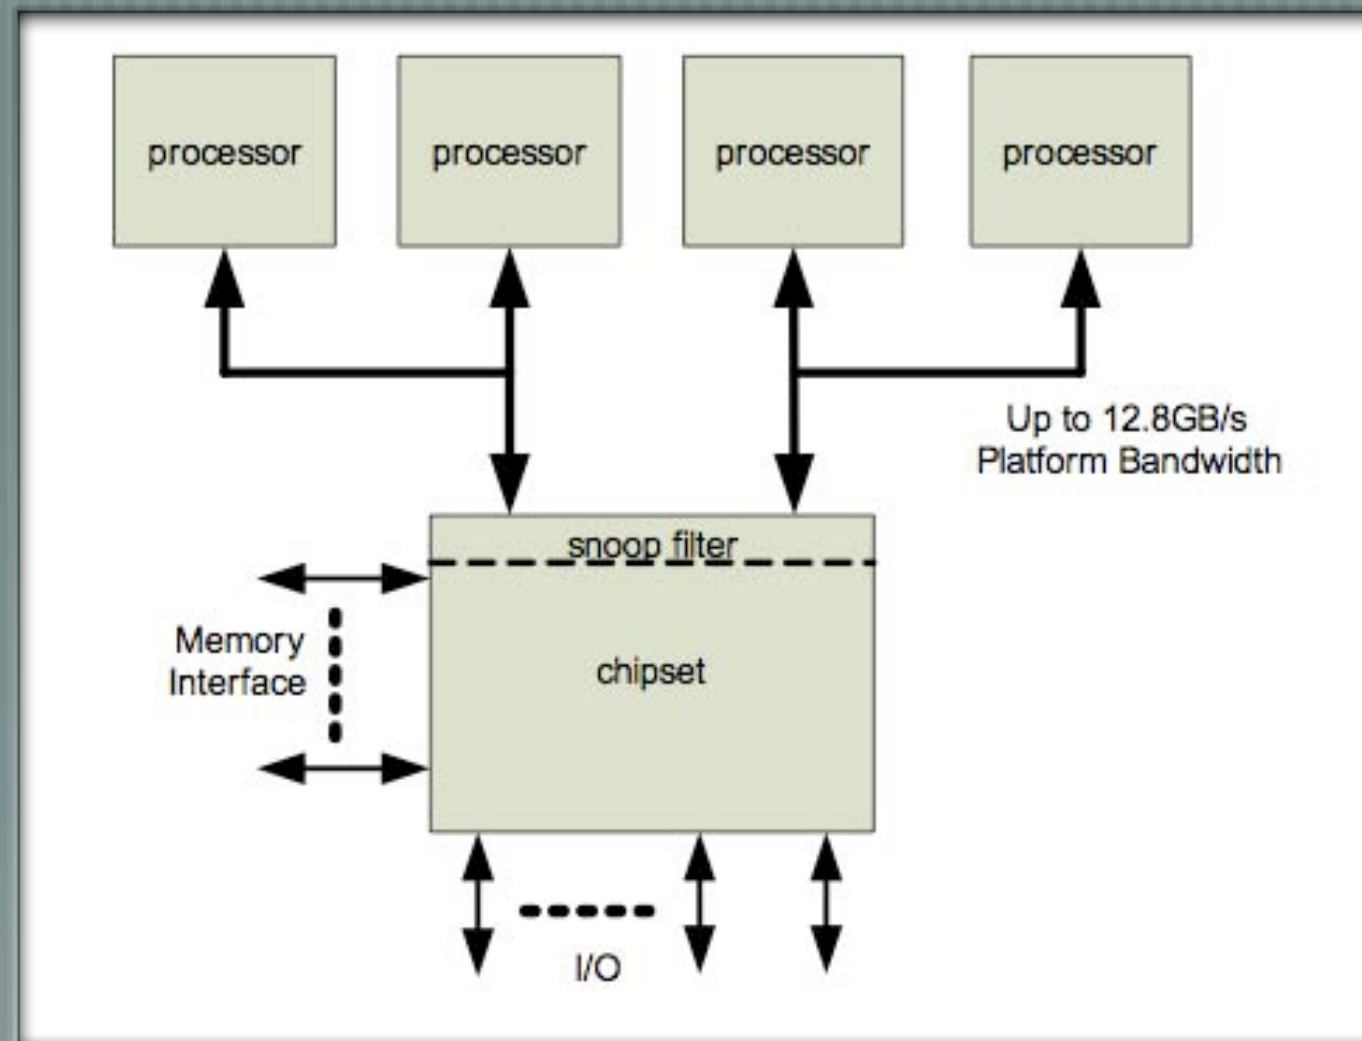 processor
processor
processor
processor
Up to 12.8GB/s
Platform Bandwidth
snoop filter
Memory
Interface
chipset
I/O